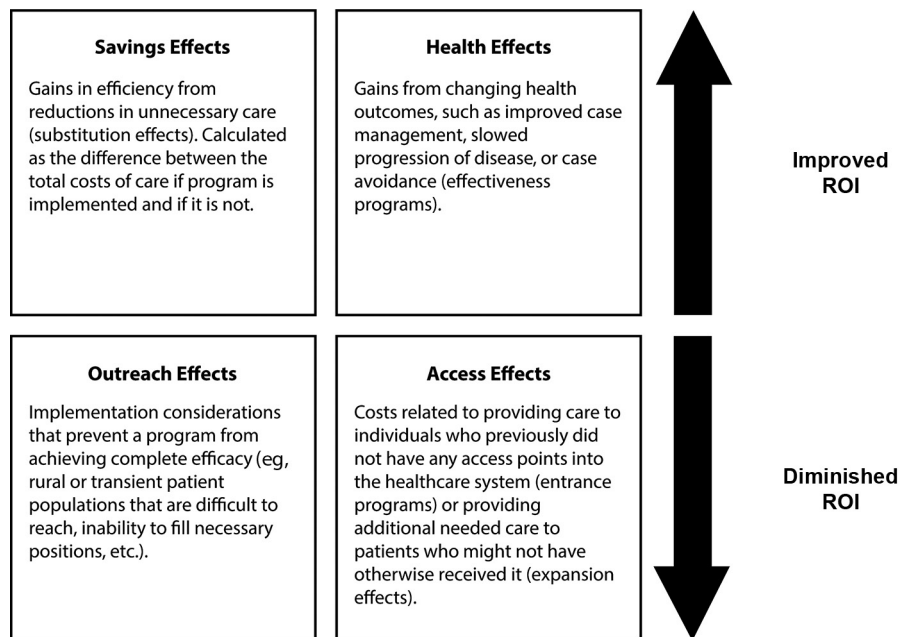 Savings Effects
Gains in efficiency from
reductions in unnecessary care
(substitution effects). Calculated
as the difference between the
total costs of care if program is
implemented and if it is not.
Health Effects
Gains from changing health
outcomes, such as improved case
management, slowed
progression of disease, or case
avoidance (effectiveness
programs).
Improved
ROI
Outreach Effects
Implementation considerations
that prevent a program from
achieving complete efficacy (eg,
rural or transient patient
populations that are difficult to
reach, inability to fill necessary
positions, etc.).
Access Effects
Costs related to providing care to
individuals who previously did
not have any access points into
the healthcare system (entrance
programs) or providing
additional needed care to
patients who might not have
otherwise received it (expansion
effects).
Diminished
ROI